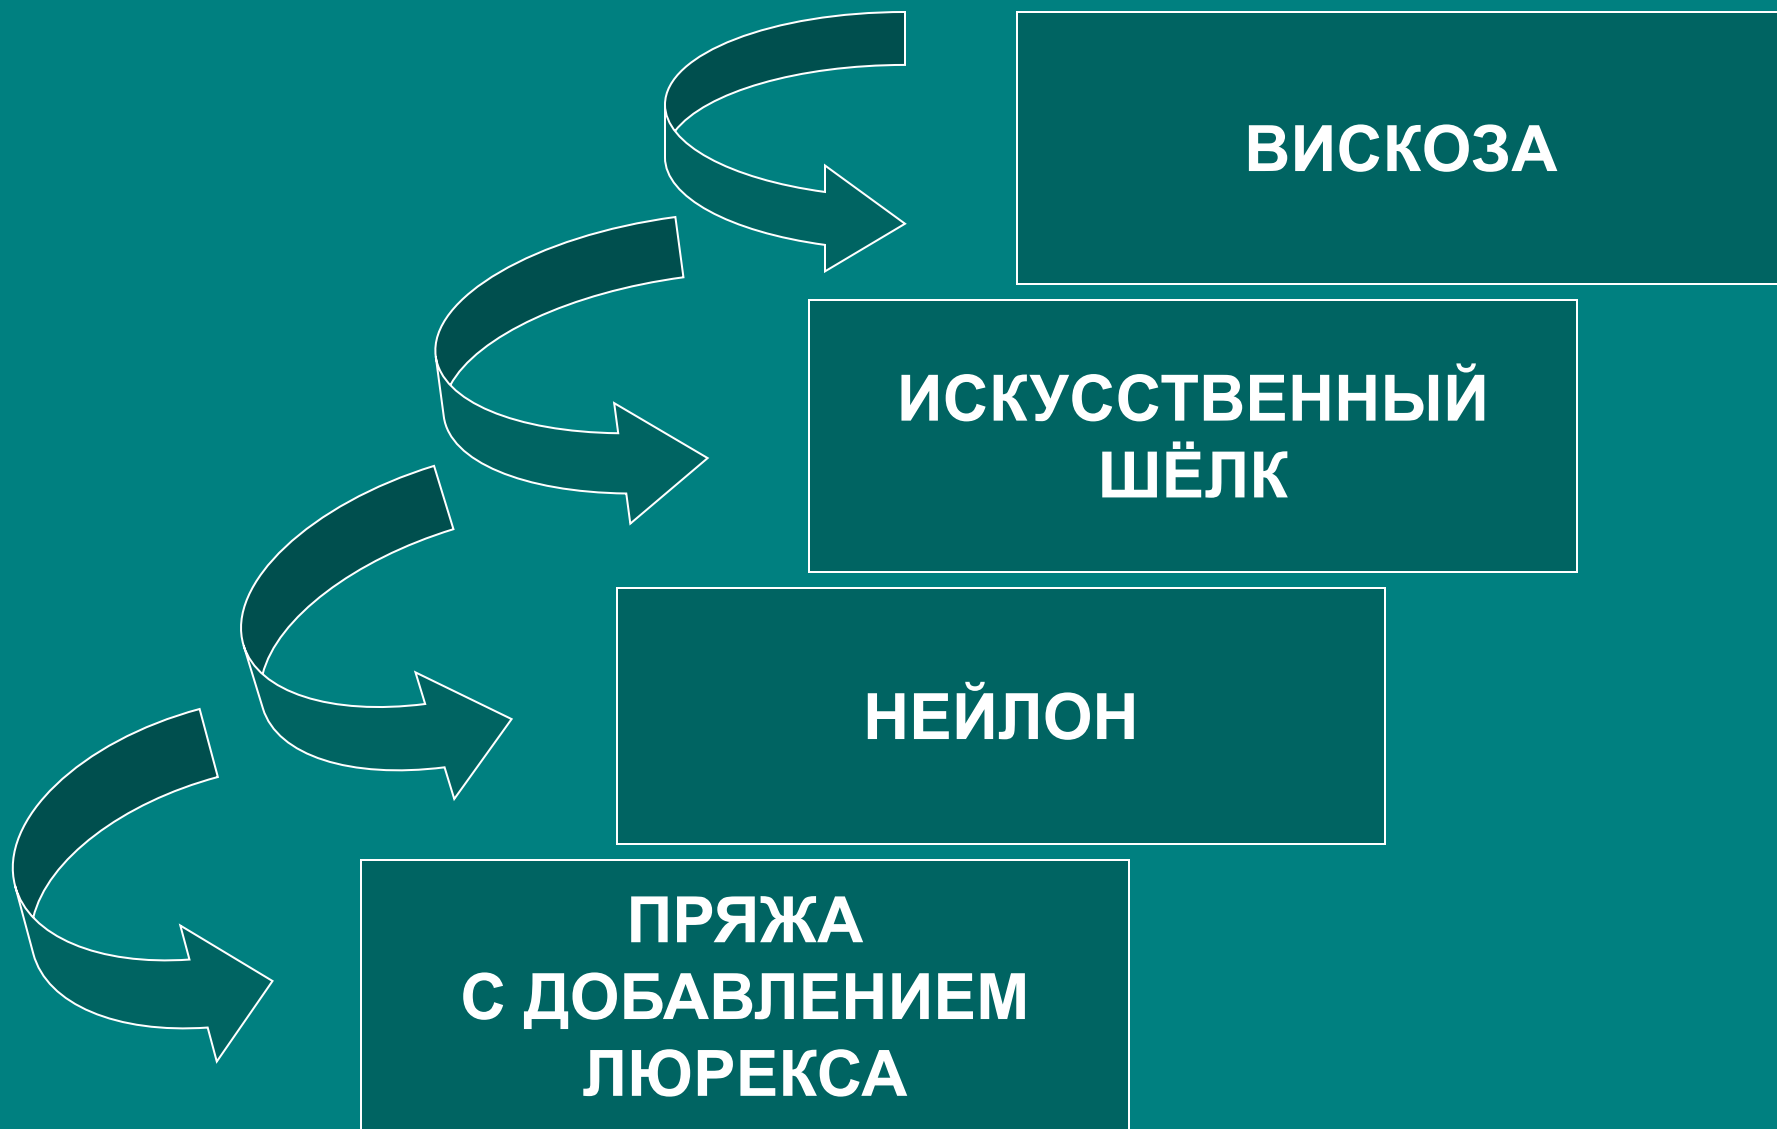 ВИСКОЗА
ИСКУССТВЕННЫЙ
ШЁЛК
НЕЙЛОН
ПРЯЖА
С ДОБАВЛЕНИЕМ
ЛЮРЕКСА